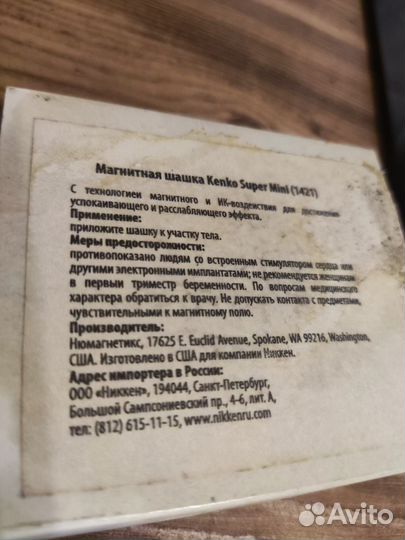 Магнитная шашка Kenko Super Mini (1421)
С технологией магнитного и ИК-воздействия для достижения
успокаивающего и расслабляющего эффекта.
Применение:
приложите шашку к участку тела.
Меры предосторожности:
противопоказано людям со встроенным стимулятором сердца или
другими электронными имплантатами; не рекомендуется женщинам
в первый триместр беременности. По вопросам медицинского
характера обратиться к врачу. Не допускать контакта с предметами,
чувствительными к магнитному полю.
Производитель:
Нюмагнетикс, 17625 E. Euclid Avenue, Spokane, WA 99216, Washington,
США. Изготовлено в США для компании Никкен.
Адрес импортера в России:
ООО «Никкен», 194044, Санкт-Петербург,
Большой Сампсониевский пр., 4-6, лит. А,
тел: (812) 615-11-15, www.nikkenru.com
Avito